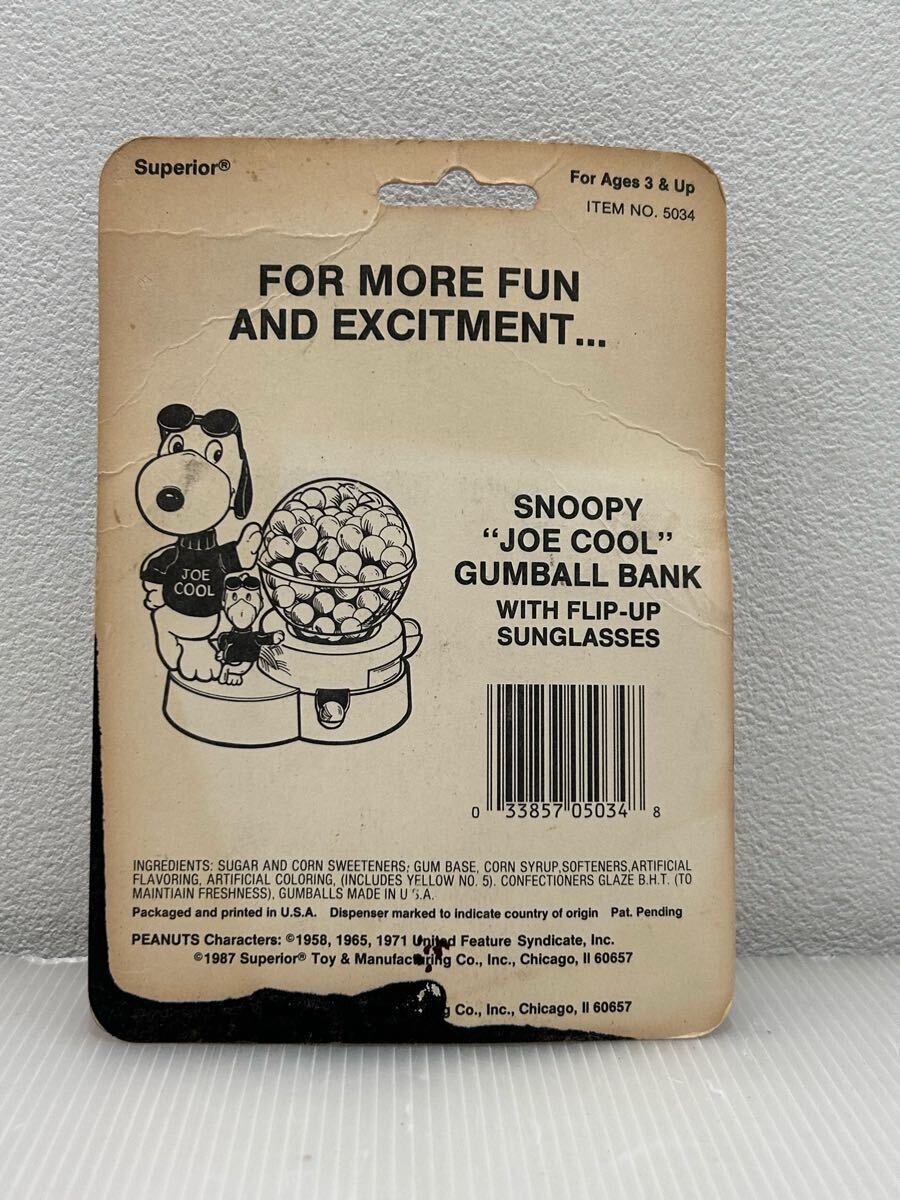 Superior®
For Ages 3 & Up
ITEM NO. 5034
FOR MORE FUN
AND EXCITMENT...
JOE
COOL
SNOOPY
“JOE COOL”
GUMBALL BANK
WITH FLIP-UP
SUNGLASSES
0 33857 05034 8
INGREDIENTS: SUGAR AND CORN SWEETENERS; GUM BASE, CORN SYRUP,SOFTENERS,ARTIFICIAL
FLAVORING, ARTIFICIAL COLORING, (INCLUDES YELLOW NO. 5). CONFECTIONERS GLAZE B.H.T. (TO
MAINTIAIN FRESHNESS), GUMBALLS MADE IN U.S.A.
Packaged and printed in U.S.A. Dispenser marked to indicate country of origin Pat. Pending
PEANUTS Characters: ©1958, 1965, 1971 United Feature Syndicate, Inc.
©1987 Superior® Toy & Manufacturing Co., Inc., Chicago, Il 60657
Co., Inc., Chicago, Il 60657